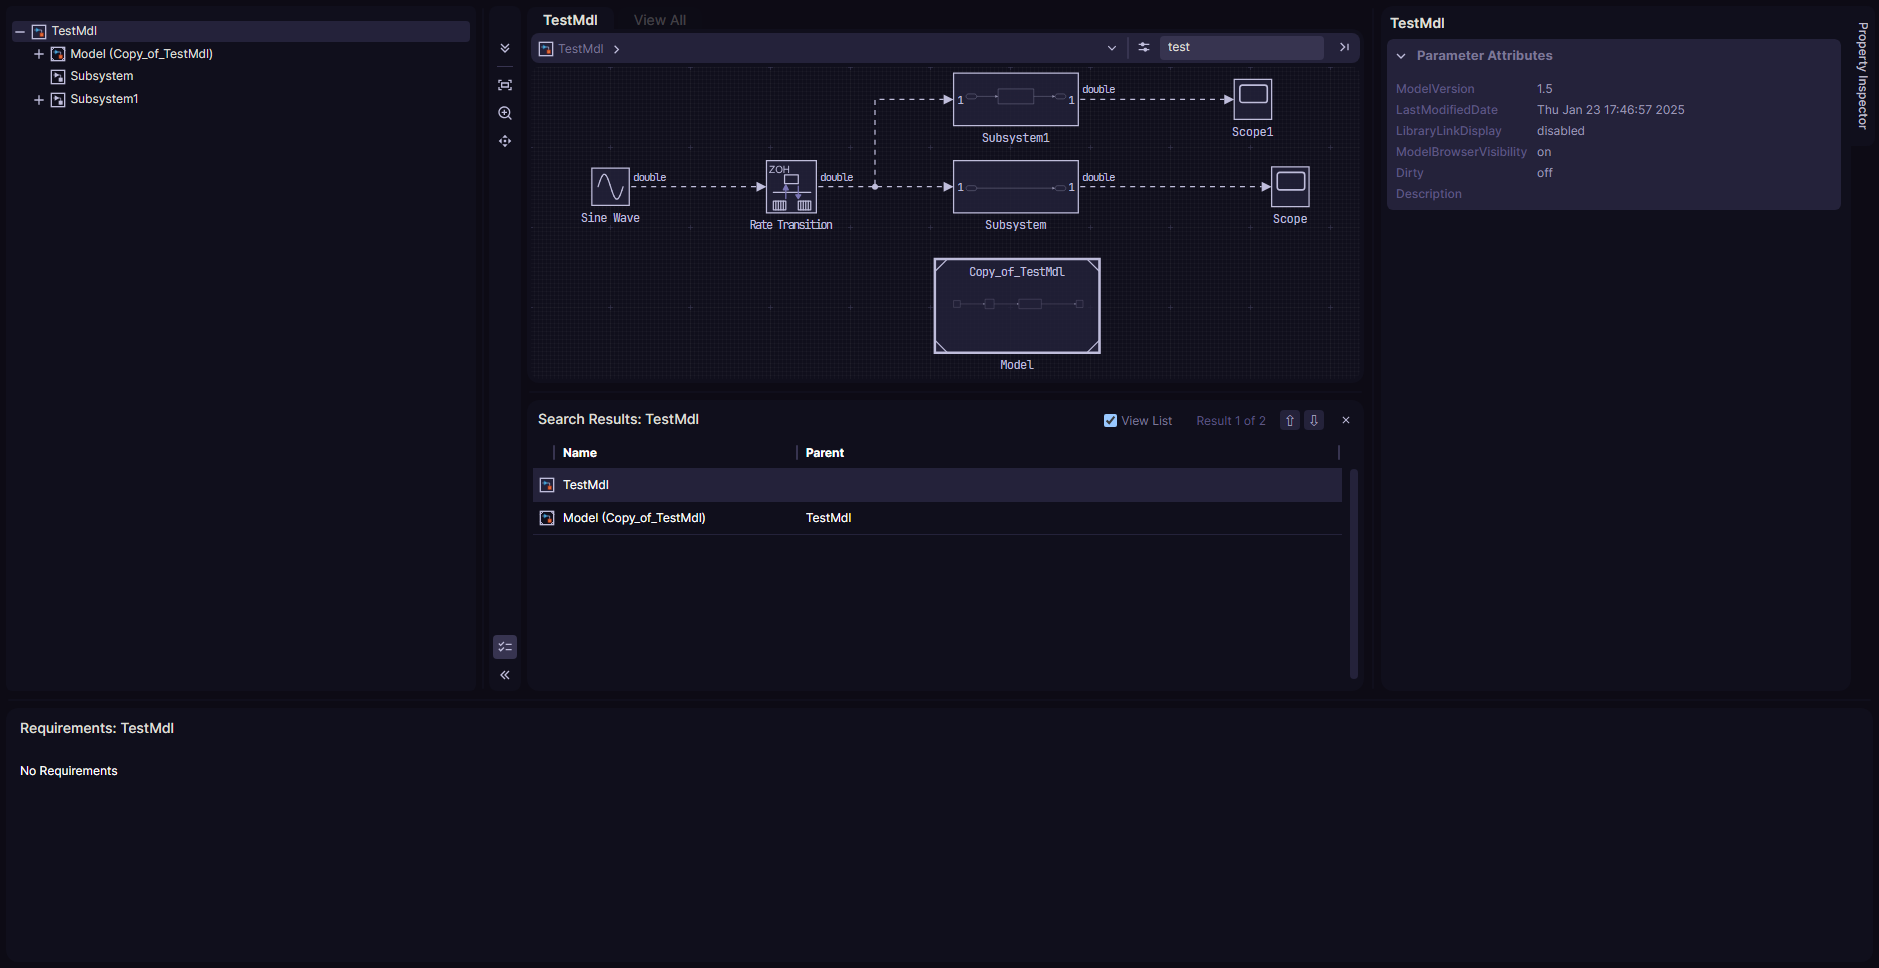 TestMdl
Model (Copy_of_TestMdl)
Subsystem
Subsystem1
TestMdl
View All
TestMdl
test
1
1
double
Subsystem1
Scope1
double
ZOH
double
1
1
double
Sine Wave
Rate Transition
Subsystem
Scope
Copy_of_TestMdl
Model
Search Results: TestMdl
View List
Result 1 of 2
Name
Parent
TestMdl
Model (Copy_of_TestMdl)
TestMdl
TestMdl
Parameter Attributes
ModelVersion 1.5
LastModifiedDate Thu Jan 23 17:46:57 2025
LibraryLinkDisplay disabled
ModelBrowserVisibility on
Dirty off
Description
Property Inspector
Requirements: TestMdl
No Requirements